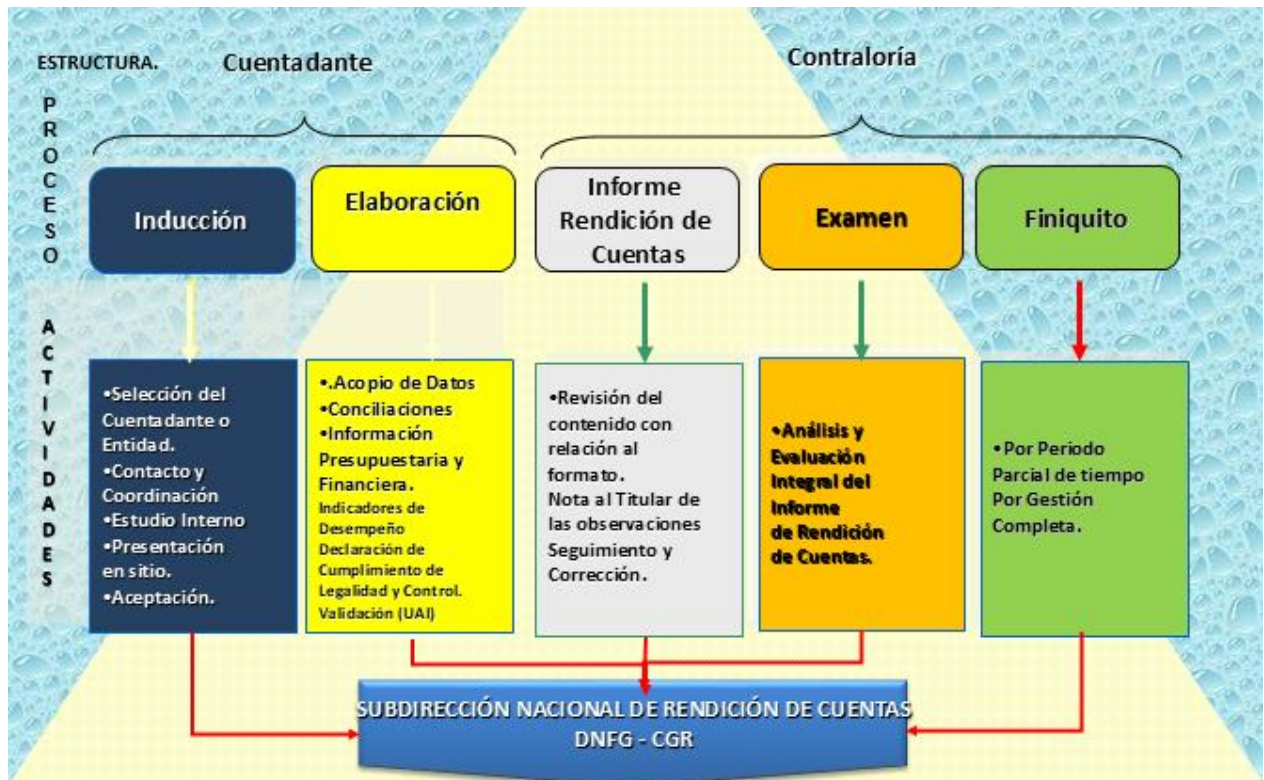 ESTRUCTURA.
Cuentadante
Contraloría
PROCESO
Inducción
Elaboración
Informe
Rendición de
Cuentas
Examen
Finiquito
ACTIVIDADES
•Selección del
Cuentadante o
Entidad.
•Contacto y
Coordinación
•Estudio Interno
•Presentación
en sitio.
•Aceptación.
•.Acopio de Datos
•Conciliaciones
•Información
Presupuestaria y
Financiera.
Indicadores de
Desempeño
Declaración de
Cumplimiento de
Legalidad y Control.
Validación (UAI)
•Revisión del
contenido con
relación al
formato.
Nota al Titular de
las observaciones
Seguimiento y
Corrección.
•Análisis y
Evaluación
Integral del
Informe
de Rendición
de Cuentas.
•Por Periodo
Parcial de tiempo
Por Gestión
Completa.
SUBDIRECCIÓN NACIONAL DE RENDICIÓN DE CUENTAS
DNFG - CGR